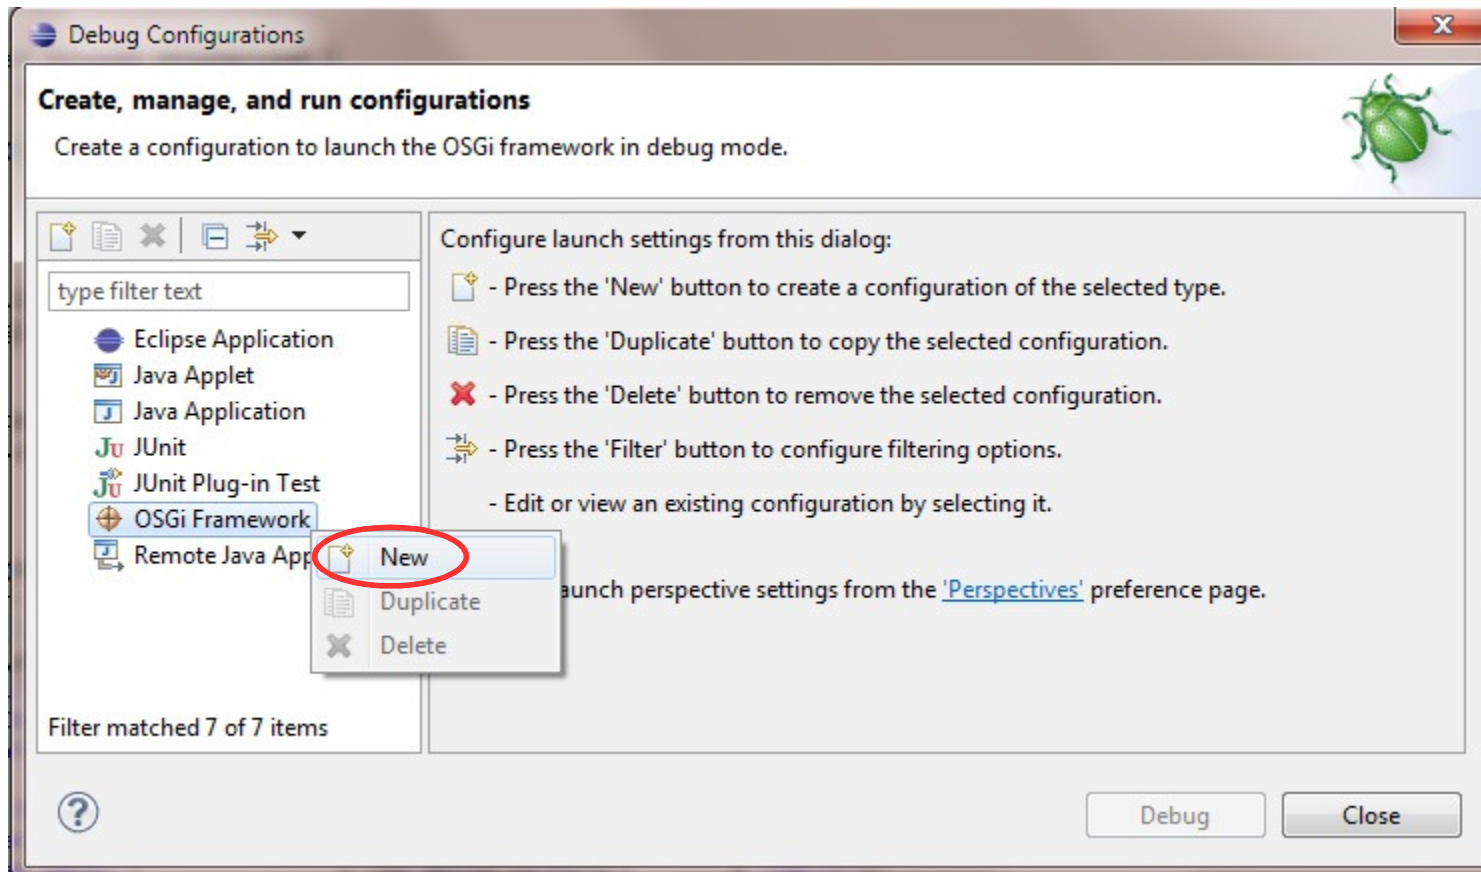 Debug Configurations
Create, manage, and run configurations
Create a configuration to launch the OSGi framework in debug mode.
type filter text
Eclipse Application
Java Applet
Java Application
JUnit
JUnit Plug-in Test
OSGi Framework
Remote Java App
New
Duplicate
Delete
Filter matched 7 of 7 items
Configure launch settings from this dialog:
- Press the 'New' button to create a configuration of the selected type.
- Press the 'Duplicate' button to copy the selected configuration.
- Press the 'Delete' button to remove the selected configuration.
- Press the 'Filter' button to configure filtering options.
- Edit or view an existing configuration by selecting it.
aunch perspective settings from the 'Perspectives' preference page.
Debug
Close